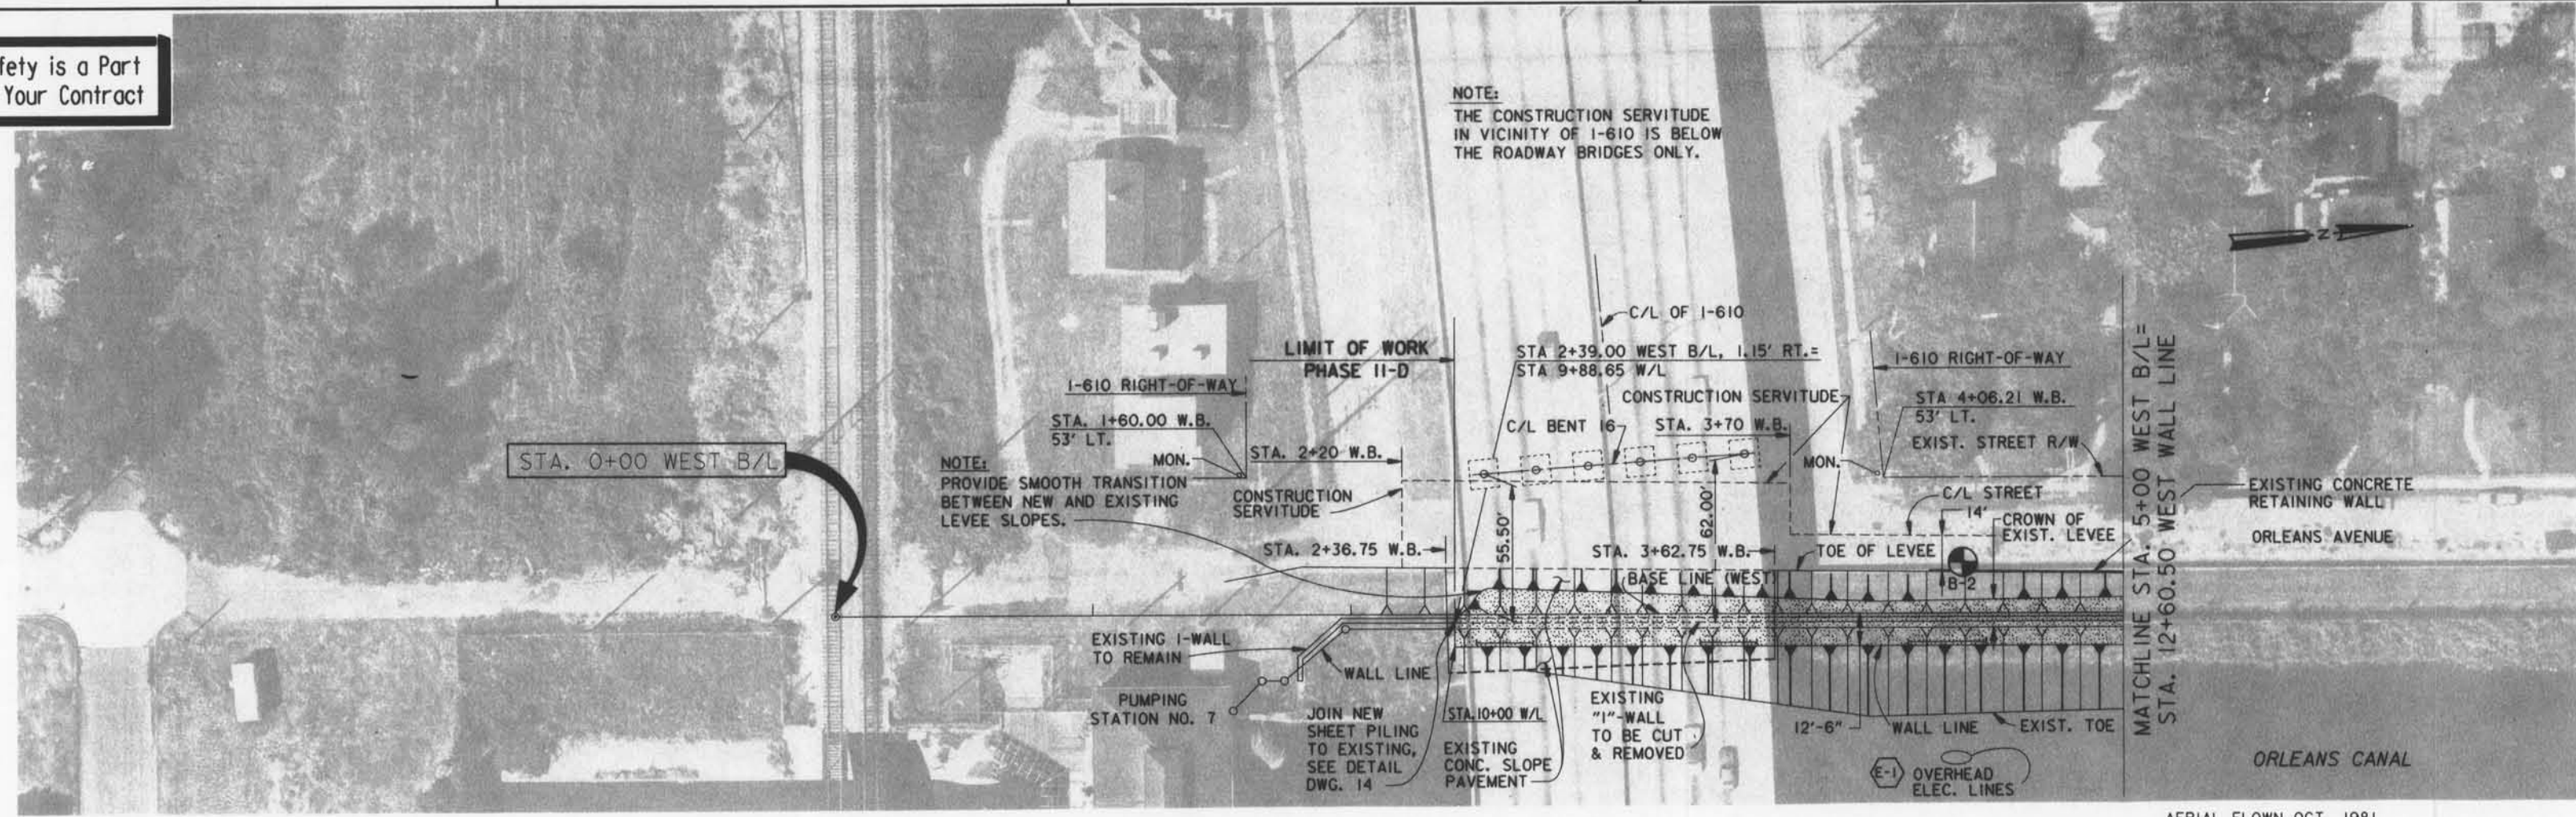 fety is a Part
Your Contract
NOTE:
THE CONSTRUCTION SERVITUDE
IN VICINITY OF I-610 IS BELOW
THE ROADWAY BRIDGES ONLY.
N
C/L OF I-610
LIMIT OF WORK
PHASE II-D
STA 2+39.00 WEST B/L, 1.15' RT.=
STA 9+88.65 W/L
I-610 RIGHT-OF-WAY
I-610 RIGHT-OF-WAY
CONSTRUCTION SERVITUDE
STA. 1+60.00 W.B.
53' LT.
C/L BENT 16
STA. 3+70 W.B.
STA 4+06.21 W.B.
53' LT.
EXIST. STREET R/W
STA. 0+00 WEST B/L
MON.
STA. 2+20 W.B.
MON.
NOTE:
PROVIDE SMOOTH TRANSITION
BETWEEN NEW AND EXISTING
LEVEE SLOPES.
CONSTRUCTION
SERVITUDE
C/L STREET
14'
CROWN OF
EXIST. LEVEE
EXISTING CONCRETE
RETAINING WALL
ORLEANS AVENUE
55.50'
62.00'
STA. 2+36.75 W.B.
STA. 3+62.75 W.B.
TOE OF LEVEE
B-2
BASE LINE (WEST)
MATCHLINE STA. 5+00 WEST B/L=
STA. 12+60.50 WEST WALL LINE
EXISTING I-WALL
TO REMAIN
WALL LINE
PUMPING
STATION NO. 7
JOIN NEW
SHEET PILING
TO EXISTING,
SEE DETAIL
DWG. 14
STA.10+00 W/L
EXISTING
CONC. SLOPE
PAVEMENT
EXISTING
"I"-WALL
TO BE CUT
& REMOVED
12'-6"
WALL LINE
EXIST. TOE
E-1
OVERHEAD
ELEC. LINES
ORLEANS CANAL
AERIAL FLOWN OCT. 1981